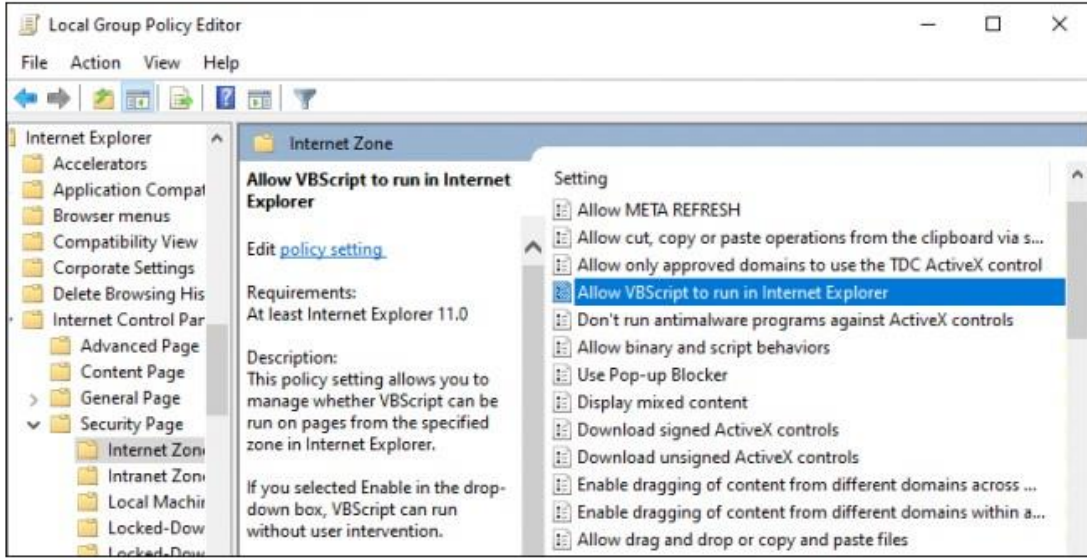 Local Group Policy Editor
File Action View Help
Internet Explorer
Accelerators
Application Compat
Browser menus
Compatibility View
Corporate Settings
Delete Browsing His
Internet Control Par
Advanced Page
Content Page
General Page
Security Page
Internet Zon
Intranet Zon
Local Machin
Locked-Dow
Locked-Dow
Internet Zone
Allow VBScript to run in Internet
Explorer
Edit policy setting
Requirements:
At least Internet Explorer 11.0
Description:
This policy setting allows you to
manage whether VBScript can be
run on pages from the specified
zone in Internet Explorer.
If you selected Enable in the drop-
down box, VBScript can run
without user intervention.
Setting
Allow META REFRESH
Allow cut, copy or paste operations from the clipboard via s...
Allow only approved domains to use the TDC ActiveX control
Allow VBScript to run in Internet Explorer
Don't run antimalware programs against ActiveX controls
Allow binary and script behaviors
Use Pop-up Blocker
Display mixed content
Download signed ActiveX controls
Download unsigned ActiveX controls
Enable dragging of content from different domains across ...
Enable dragging of content from different domains within a...
Allow drag and drop or copy and paste files